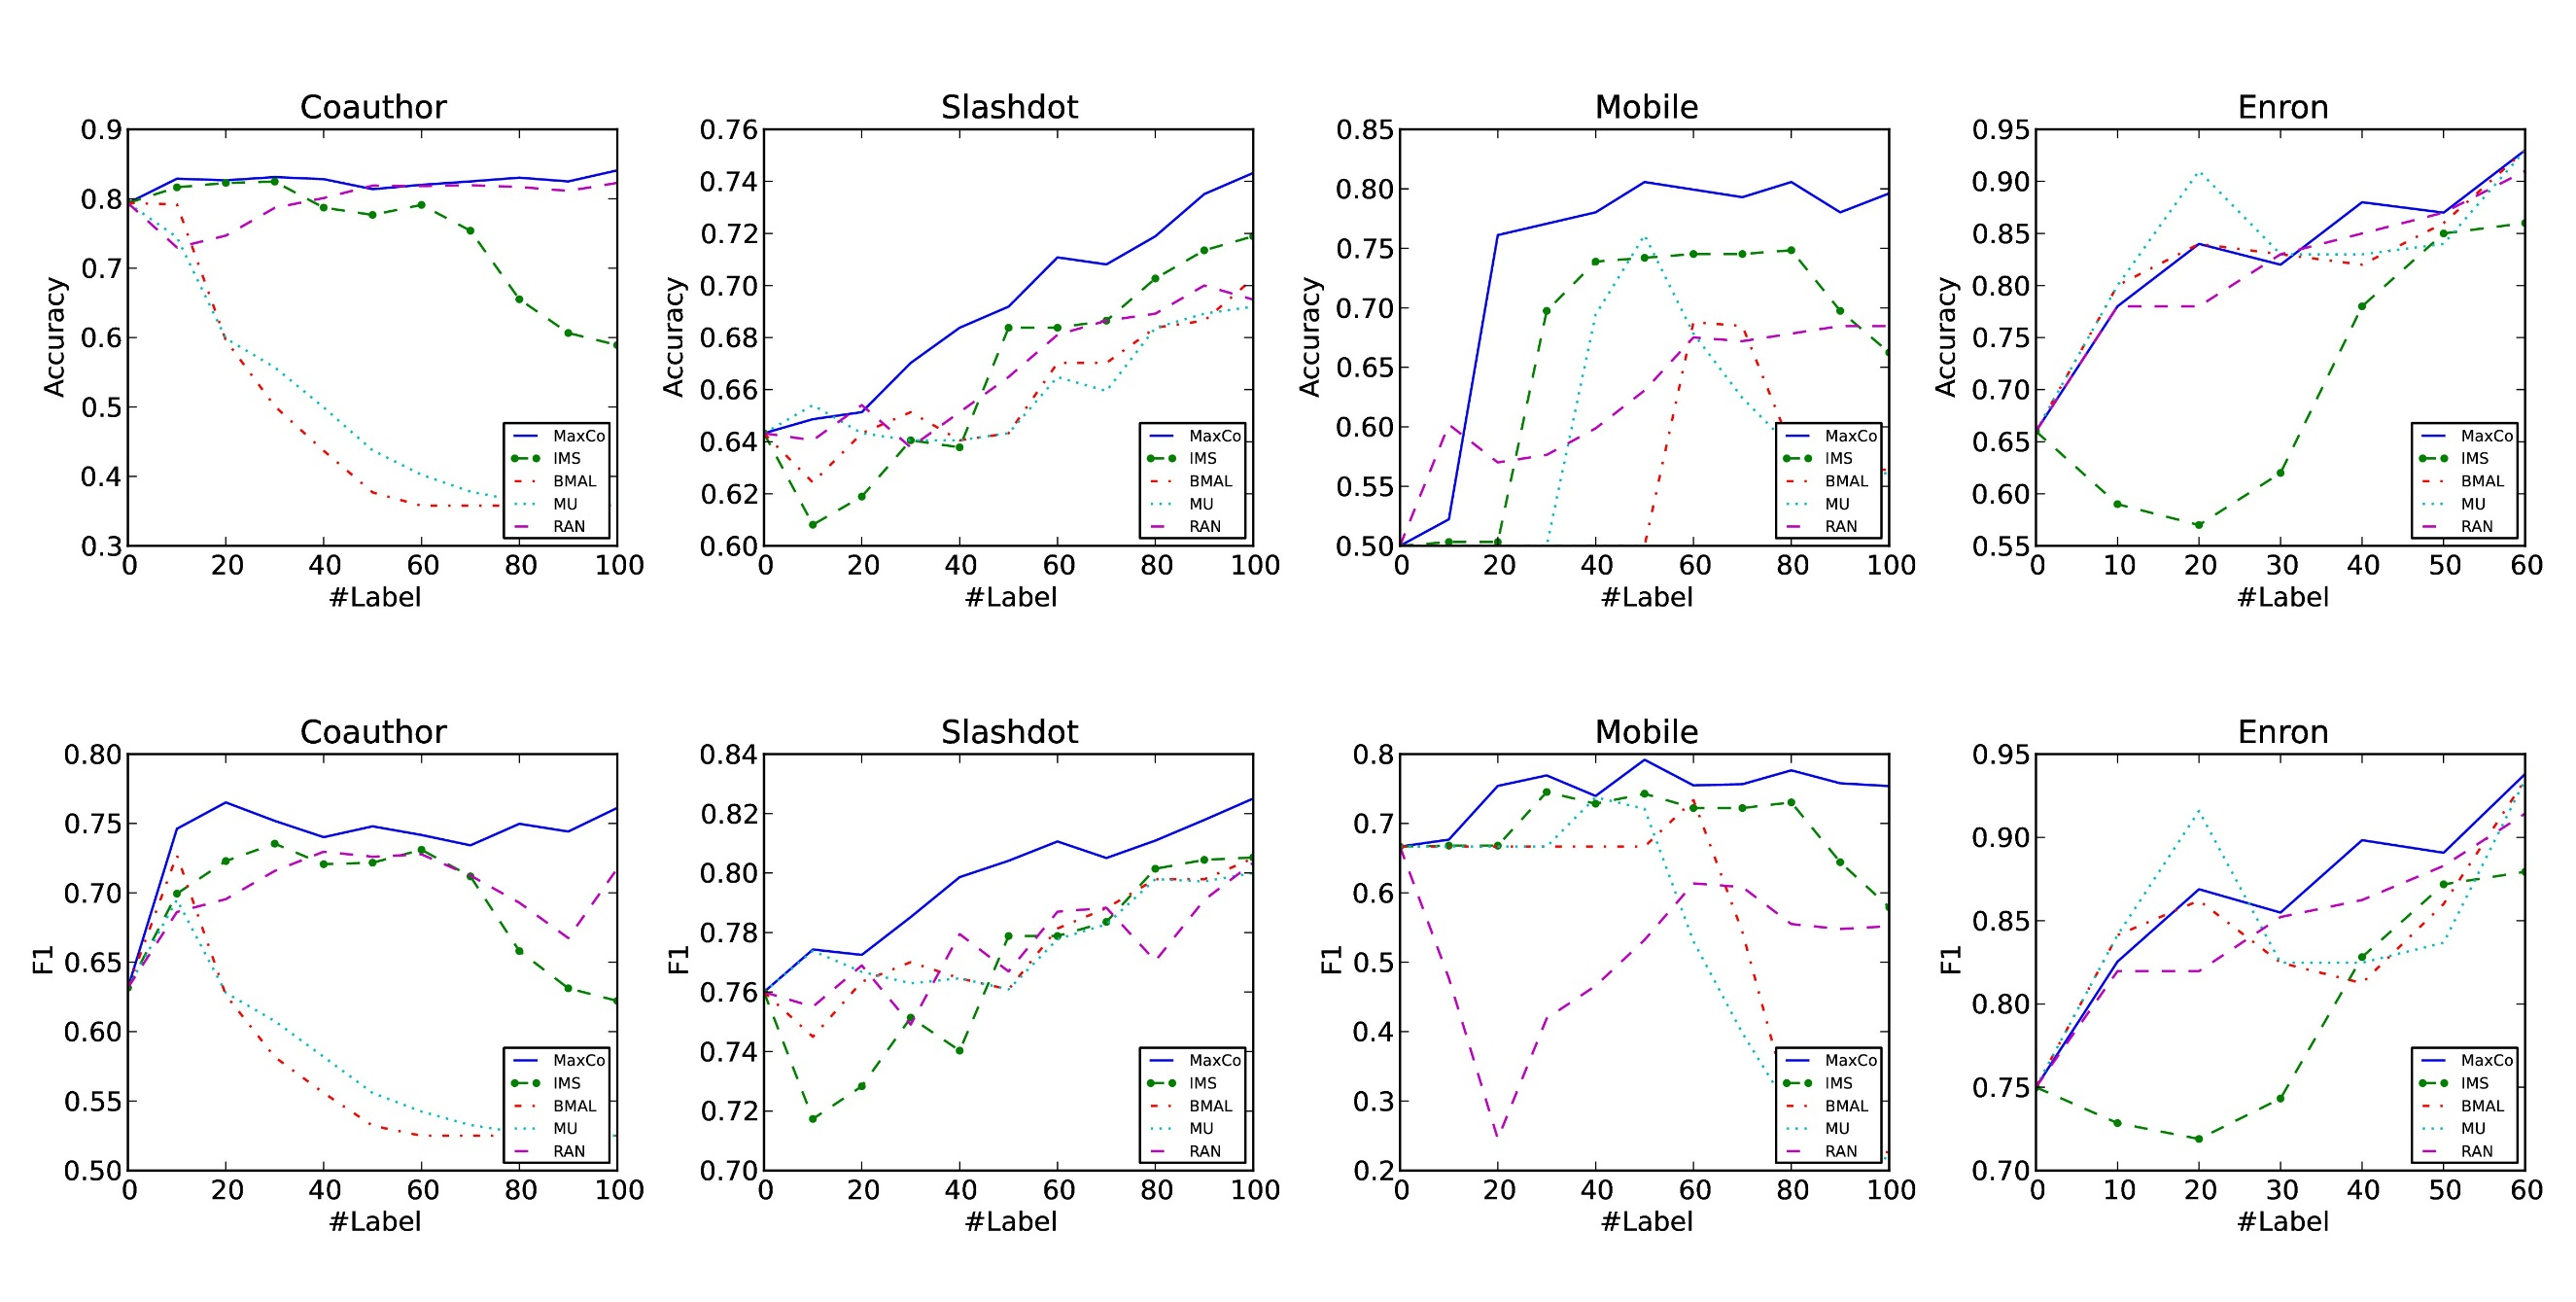 Coauthor
0.9
0.8
0.7
0.6
0.5
0.4
0.3
Accuracy
0 20 40 60 80 100
#Label
MaxCo
IMS
BMAL
MU
RAN
Slashdot
0.76
0.74
0.72
0.70
0.68
0.66
0.64
0.62
0.60
Accuracy
0 20 40 60 80 100
#Label
MaxCo
IMS
BMAL
MU
RAN
Mobile
0.85
0.80
0.75
0.70
0.65
0.60
0.55
0.50
Accuracy
0 20 40 60 80 100
#Label
MaxCo
IMS
BMAL
MU
RAN
Enron
0.95
0.90
0.85
0.80
0.75
0.70
0.65
0.60
0.55
Accuracy
0 10 20 30 40 50 60
#Label
MaxCo
IMS
BMAL
MU
RAN
Coauthor
0.80
0.75
0.70
0.65
0.60
0.55
0.50
F1
0 20 40 60 80 100
#Label
MaxCo
IMS
BMAL
MU
RAN
Slashdot
0.84
0.82
0.80
0.78
0.76
0.74
0.72
0.70
F1
0 20 40 60 80 100
#Label
MaxCo
IMS
BMAL
MU
RAN
Mobile
0.8
0.7
0.6
0.5
0.4
0.3
0.2
F1
0 20 40 60 80 100
#Label
MaxCo
IMS
BMAL
MU
RAN
Enron
0.95
0.90
0.85
0.80
0.75
0.70
F1
0 10 20 30 40 50 60
#Label
MaxCo
IMS
BMAL
MU
RAN